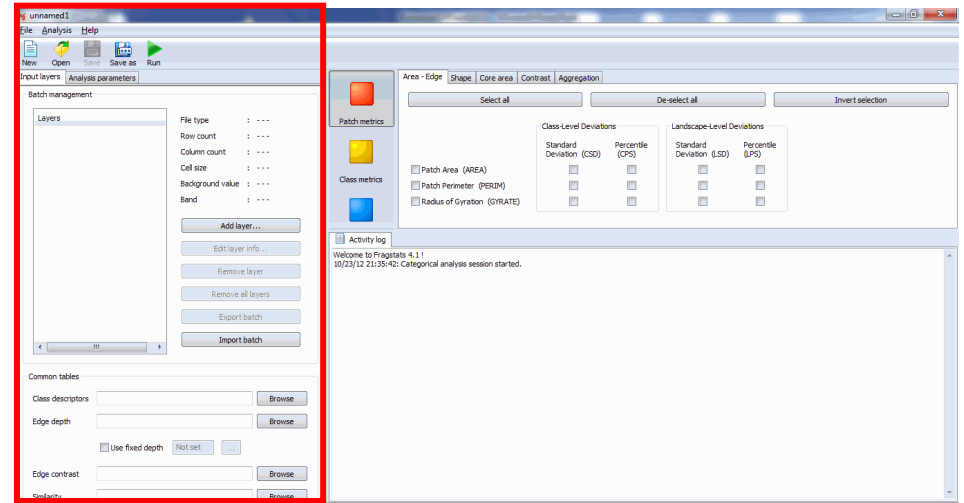 unnamed1
File Analysis Help
New Open Save Save as Run
Input layers Analysis parameters
Batch management
Layers
File type : ---
Row count : ---
Column count : ---
Cell size : ---
Background value : ---
Band : ---
Add layer...
Edit layer info...
Remove layer
Remove all layers
Export batch
Import batch
Common tables
Class descriptors Browse
Edge depth Browse
Use fixed depth Not set ...
Edge contrast Browse
Similarity Browse
Patch metrics
Class metrics
Area - Edge Shape Core area Contrast Aggregation
Select all De-select all Invert selection
Class-Level Deviations Landscape-Level Deviations
Standard Percentile Standard Percentile
Deviation (CSD) (CPS) Deviation (LSD) (LPS)
Patch Area (AREA)
Patch Perimeter (PERIM)
Radius of Gyration (GYRATE)
Activity log
Welcome to Fragstats 4.1 !
10/23/12 21:35:42: Categorical analysis session started.